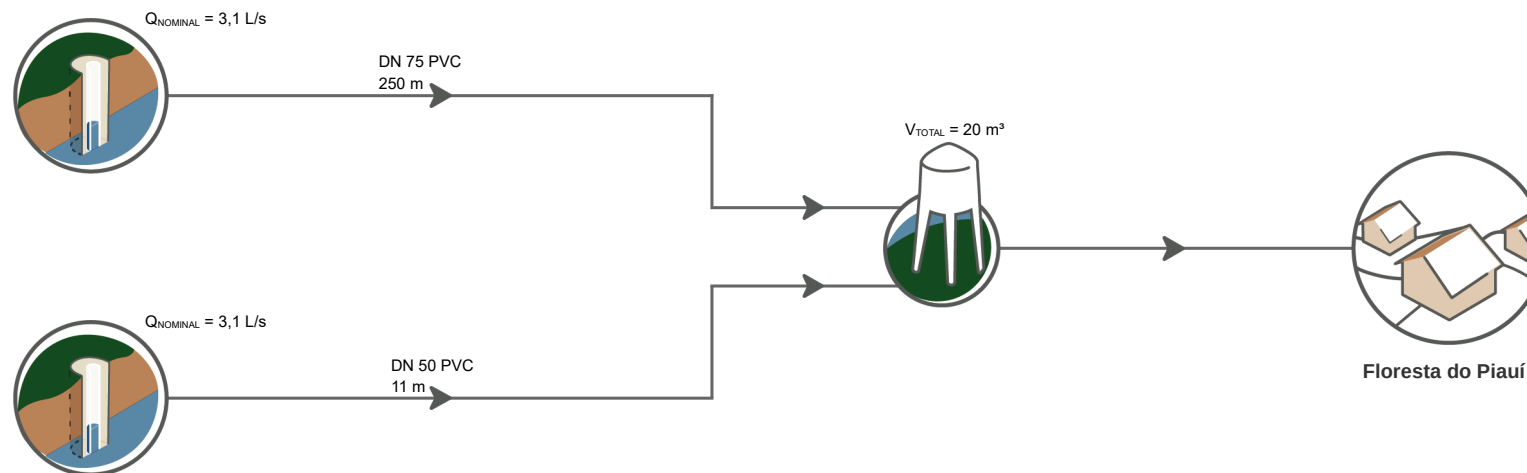 QNOMINAL = 3,1 L/s
DN 75 PVC
250 m
VTOTAL = 20 m³
QNOMINAL = 3,1 L/s
DN 50 PVC
11 m
Floresta do Piauí